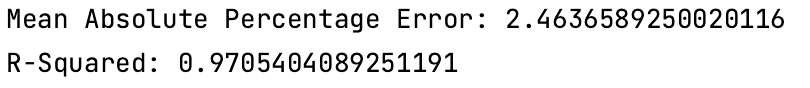 Mean Absolute Percentage Error: 2.4636589250020116
R-Squared: 0.9705404089251191